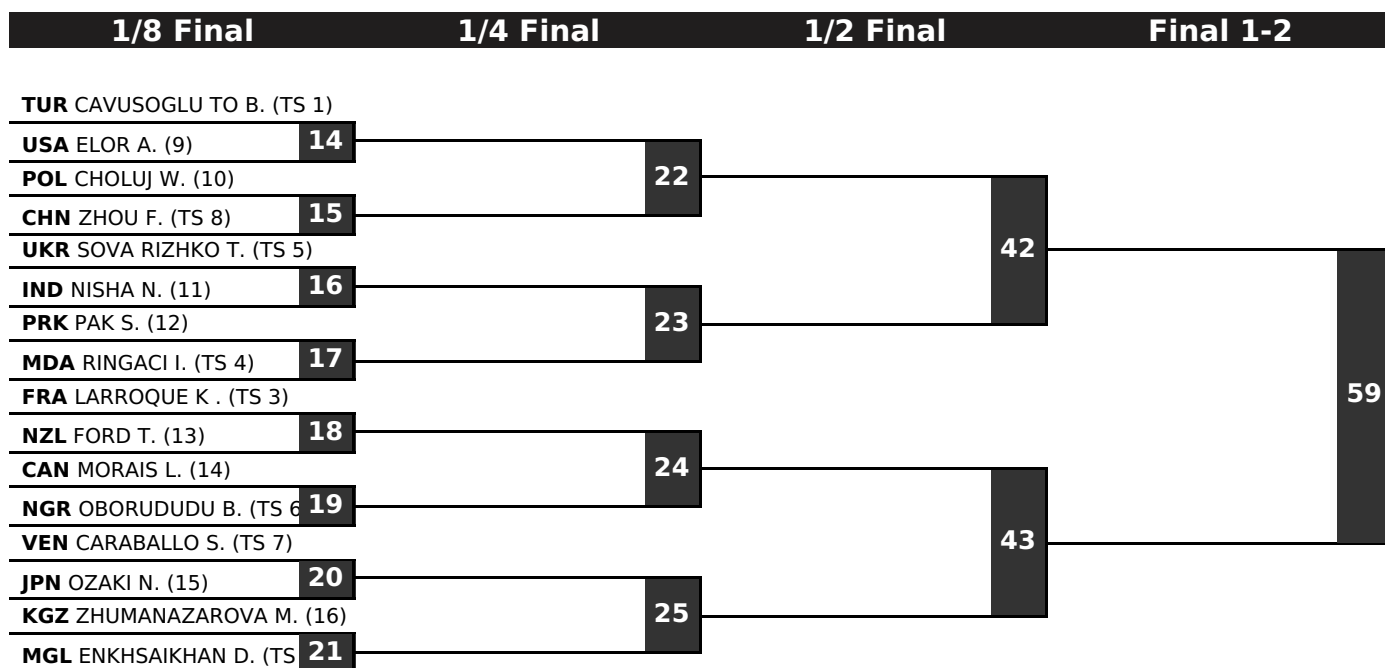 1/8 Final 1/4 Final 1/2 Final Final 1-2
TUR CAVUSOGLU TO B. (TS 1)
USA ELOR A. (9) 14
POL CHOLUJ W. (10) 22
CHN ZHOU F. (TS 8) 15
UKR SOVA RIZHKO T. (TS 5) 42
IND NISHA N. (11) 16
PRK PAK S. (12) 23
MDA RINGACI I. (TS 4) 17
FRA LARROQUE K . (TS 3) 59
NZL FORD T. (13) 18
CAN MORAIS L. (14) 24
NGR OBORUDUDU B. (TS 6 19
VEN CARABALLO S. (TS 7) 43
JPN OZAKI N. (15) 20
KGZ ZHUMANAZAROVA M. (16) 25
MGL ENKHSAIKHAN D. (TS 21